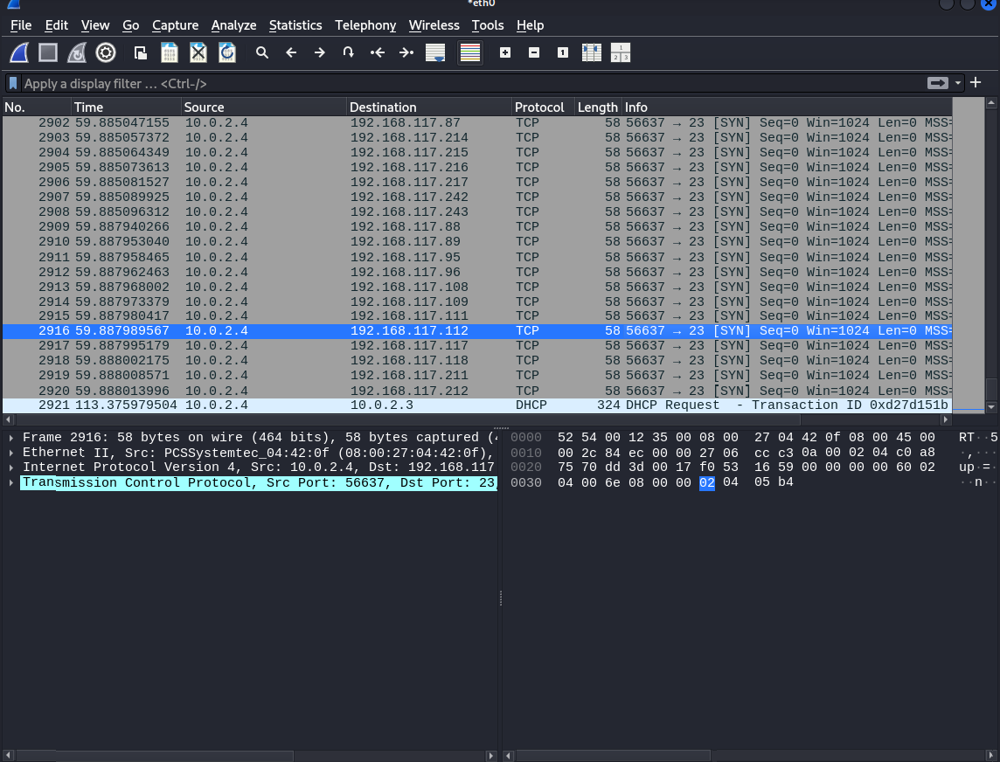 *eth0
File Edit View Go Capture Analyze Statistics Telephony Wireless Tools Help
Apply a display filter … <Ctrl-/>
No. Time Source Destination Protocol Length Info
2902 59.885047155 10.0.2.4 192.168.117.87 TCP 58 56637 → 23 [SYN] Seq=0 Win=1024 Len=0 MSS=
2903 59.885057372 10.0.2.4 192.168.117.214 TCP 58 56637 → 23 [SYN] Seq=0 Win=1024 Len=0 MSS=
2904 59.885064349 10.0.2.4 192.168.117.215 TCP 58 56637 → 23 [SYN] Seq=0 Win=1024 Len=0 MSS=
2905 59.885073613 10.0.2.4 192.168.117.216 TCP 58 56637 → 23 [SYN] Seq=0 Win=1024 Len=0 MSS=
2906 59.885081527 10.0.2.4 192.168.117.217 TCP 58 56637 → 23 [SYN] Seq=0 Win=1024 Len=0 MSS=
2907 59.885089925 10.0.2.4 192.168.117.242 TCP 58 56637 → 23 [SYN] Seq=0 Win=1024 Len=0 MSS=
2908 59.885096312 10.0.2.4 192.168.117.243 TCP 58 56637 → 23 [SYN] Seq=0 Win=1024 Len=0 MSS=
2909 59.887940266 10.0.2.4 192.168.117.88 TCP 58 56637 → 23 [SYN] Seq=0 Win=1024 Len=0 MSS=
2910 59.887953040 10.0.2.4 192.168.117.89 TCP 58 56637 → 23 [SYN] Seq=0 Win=1024 Len=0 MSS=
2911 59.887958465 10.0.2.4 192.168.117.95 TCP 58 56637 → 23 [SYN] Seq=0 Win=1024 Len=0 MSS=
2912 59.887962463 10.0.2.4 192.168.117.96 TCP 58 56637 → 23 [SYN] Seq=0 Win=1024 Len=0 MSS=
2913 59.887968002 10.0.2.4 192.168.117.108 TCP 58 56637 → 23 [SYN] Seq=0 Win=1024 Len=0 MSS=
2914 59.887973379 10.0.2.4 192.168.117.109 TCP 58 56637 → 23 [SYN] Seq=0 Win=1024 Len=0 MSS=
2915 59.887980417 10.0.2.4 192.168.117.111 TCP 58 56637 → 23 [SYN] Seq=0 Win=1024 Len=0 MSS=
2916 59.887989567 10.0.2.4 192.168.117.112 TCP 58 56637 → 23 [SYN] Seq=0 Win=1024 Len=0 MSS=
2917 59.887995179 10.0.2.4 192.168.117.117 TCP 58 56637 → 23 [SYN] Seq=0 Win=1024 Len=0 MSS=
2918 59.888002175 10.0.2.4 192.168.117.118 TCP 58 56637 → 23 [SYN] Seq=0 Win=1024 Len=0 MSS=
2919 59.888008571 10.0.2.4 192.168.117.211 TCP 58 56637 → 23 [SYN] Seq=0 Win=1024 Len=0 MSS=
2920 59.888013996 10.0.2.4 192.168.117.212 TCP 58 56637 → 23 [SYN] Seq=0 Win=1024 Len=0 MSS=
2921 113.375979504 10.0.2.4 10.0.2.3 DHCP 324 DHCP Request - Transaction ID 0xd27d151b
Frame 2916: 58 bytes on wire (464 bits), 58 bytes captured (
Ethernet II, Src: PCSSystemtec_04:42:0f (08:00:27:04:42:0f),
Internet Protocol Version 4, Src: 10.0.2.4, Dst: 192.168.117
Transmission Control Protocol, Src Port: 56637, Dst Port: 23
0000 52 54 00 12 35 00 08 00 27 04 42 0f 08 00 45 00 RT··5
0010 00 2c 84 ec 00 00 27 06 cc c3 0a 00 02 04 c0 a8 ·,···
0020 75 70 dd 3d 00 17 f0 53 16 59 00 00 00 00 60 02 up·=·
0030 04 00 6e 08 00 00 02 04 05 b4 ··n··